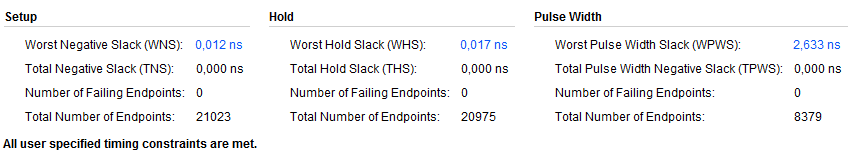 Setup Hold Pulse Width
Worst Negative Slack (WNS): 0,012 ns Worst Hold Slack (WHS): 0,017 ns Worst Pulse Width Slack (WPWS): 2,633 ns
Total Negative Slack (TNS): 0,000 ns Total Hold Slack (THS): 0,000 ns Total Pulse Width Negative Slack (TPWS): 0,000 ns
Number of Failing Endpoints: 0 Number of Failing Endpoints: 0 Number of Failing Endpoints: 0
Total Number of Endpoints: 21023 Total Number of Endpoints: 20975 Total Number of Endpoints: 8379
All user specified timing constraints are met.